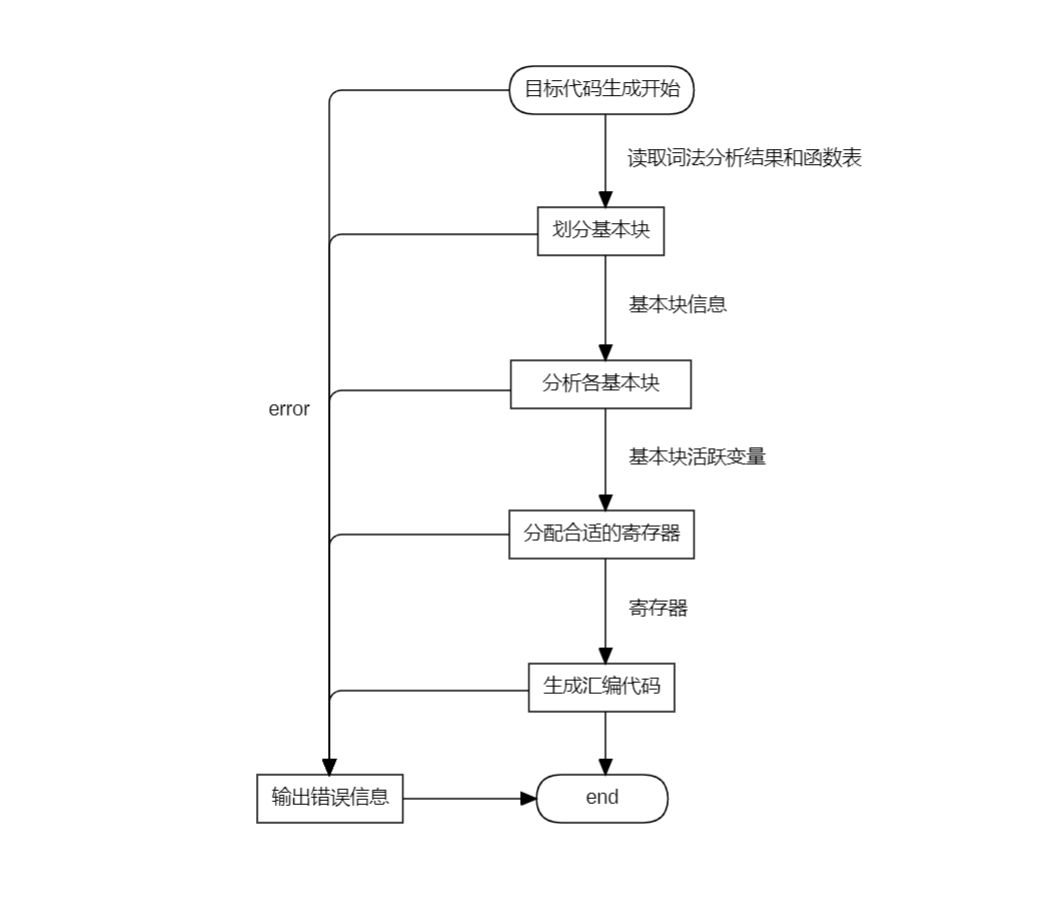 目标代码生成开始
读取词法分析结果和函数表
划分基本块
基本块信息
分析各基本块
error
基本块活跃变量
分配合适的寄存器
寄存器
生成汇编代码
输出错误信息
end